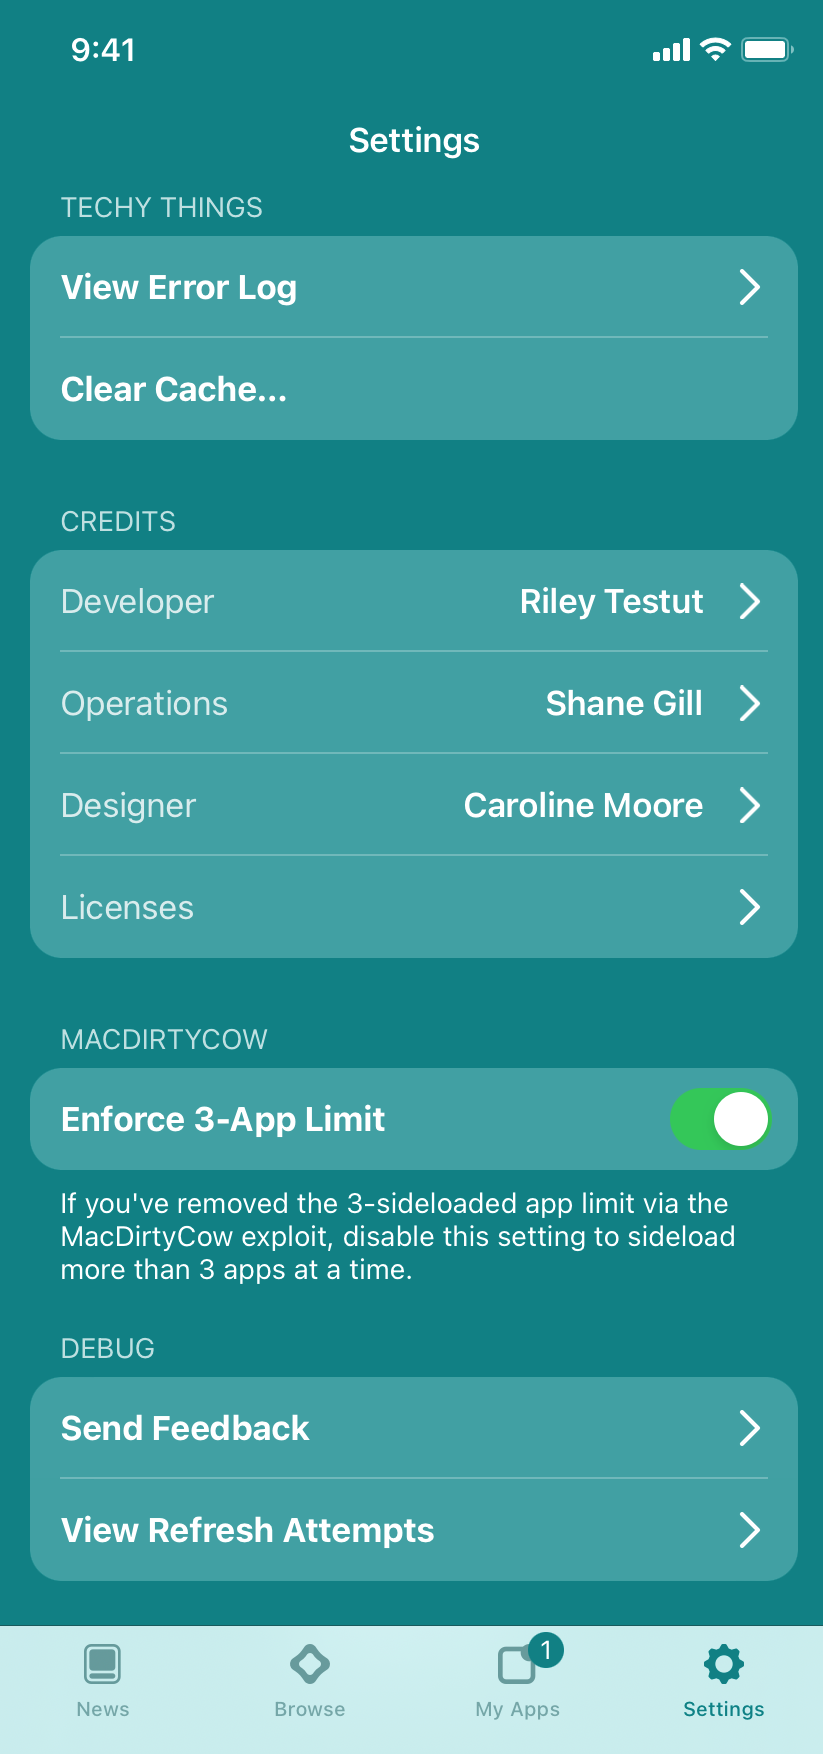 9:41
Settings
TECHY THINGS
View Error Log
Clear Cache...
CREDITS
Developer Riley Testut
Operations Shane Gill
Designer Caroline Moore
Licenses
MACDIRTYCOW
Enforce 3-App Limit
If you've removed the 3-sideloaded app limit via the
MacDirtyCow exploit, disable this setting to sideload
more than 3 apps at a time.
DEBUG
Send Feedback
View Refresh Attempts
1
News Browse My Apps Settings